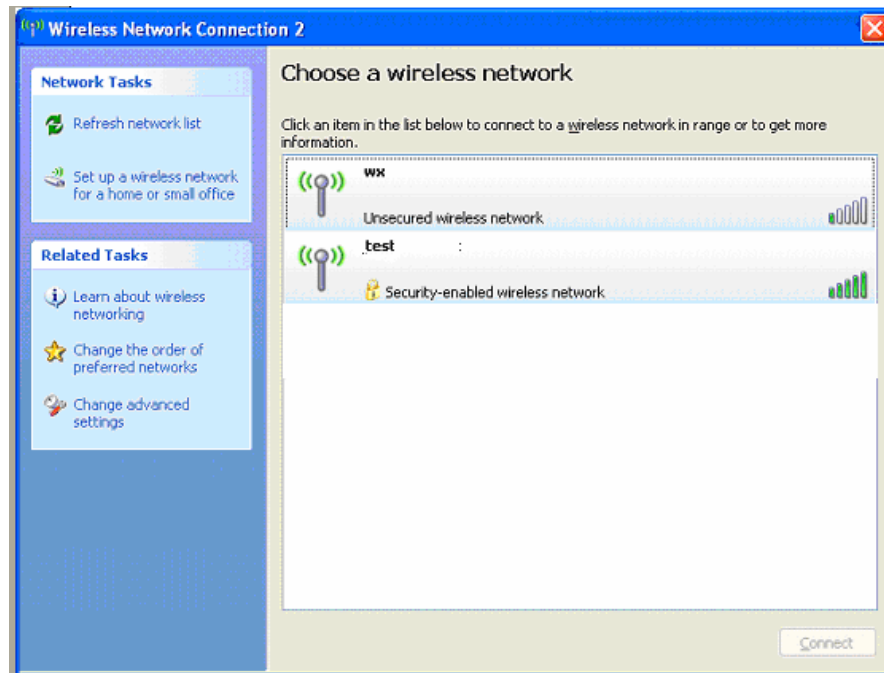 Wireless Network Connection 2
Network Tasks
Refresh network list
Set up a wireless network
for a home or small office
Related Tasks
Learn about wireless
networking
Change the order of
preferred networks
Change advanced
settings
Choose a wireless network
Click an item in the list below to connect to a wireless network in range or to get more
information.
wx
Unsecured wireless network
test :
Security-enabled wireless network
Connect